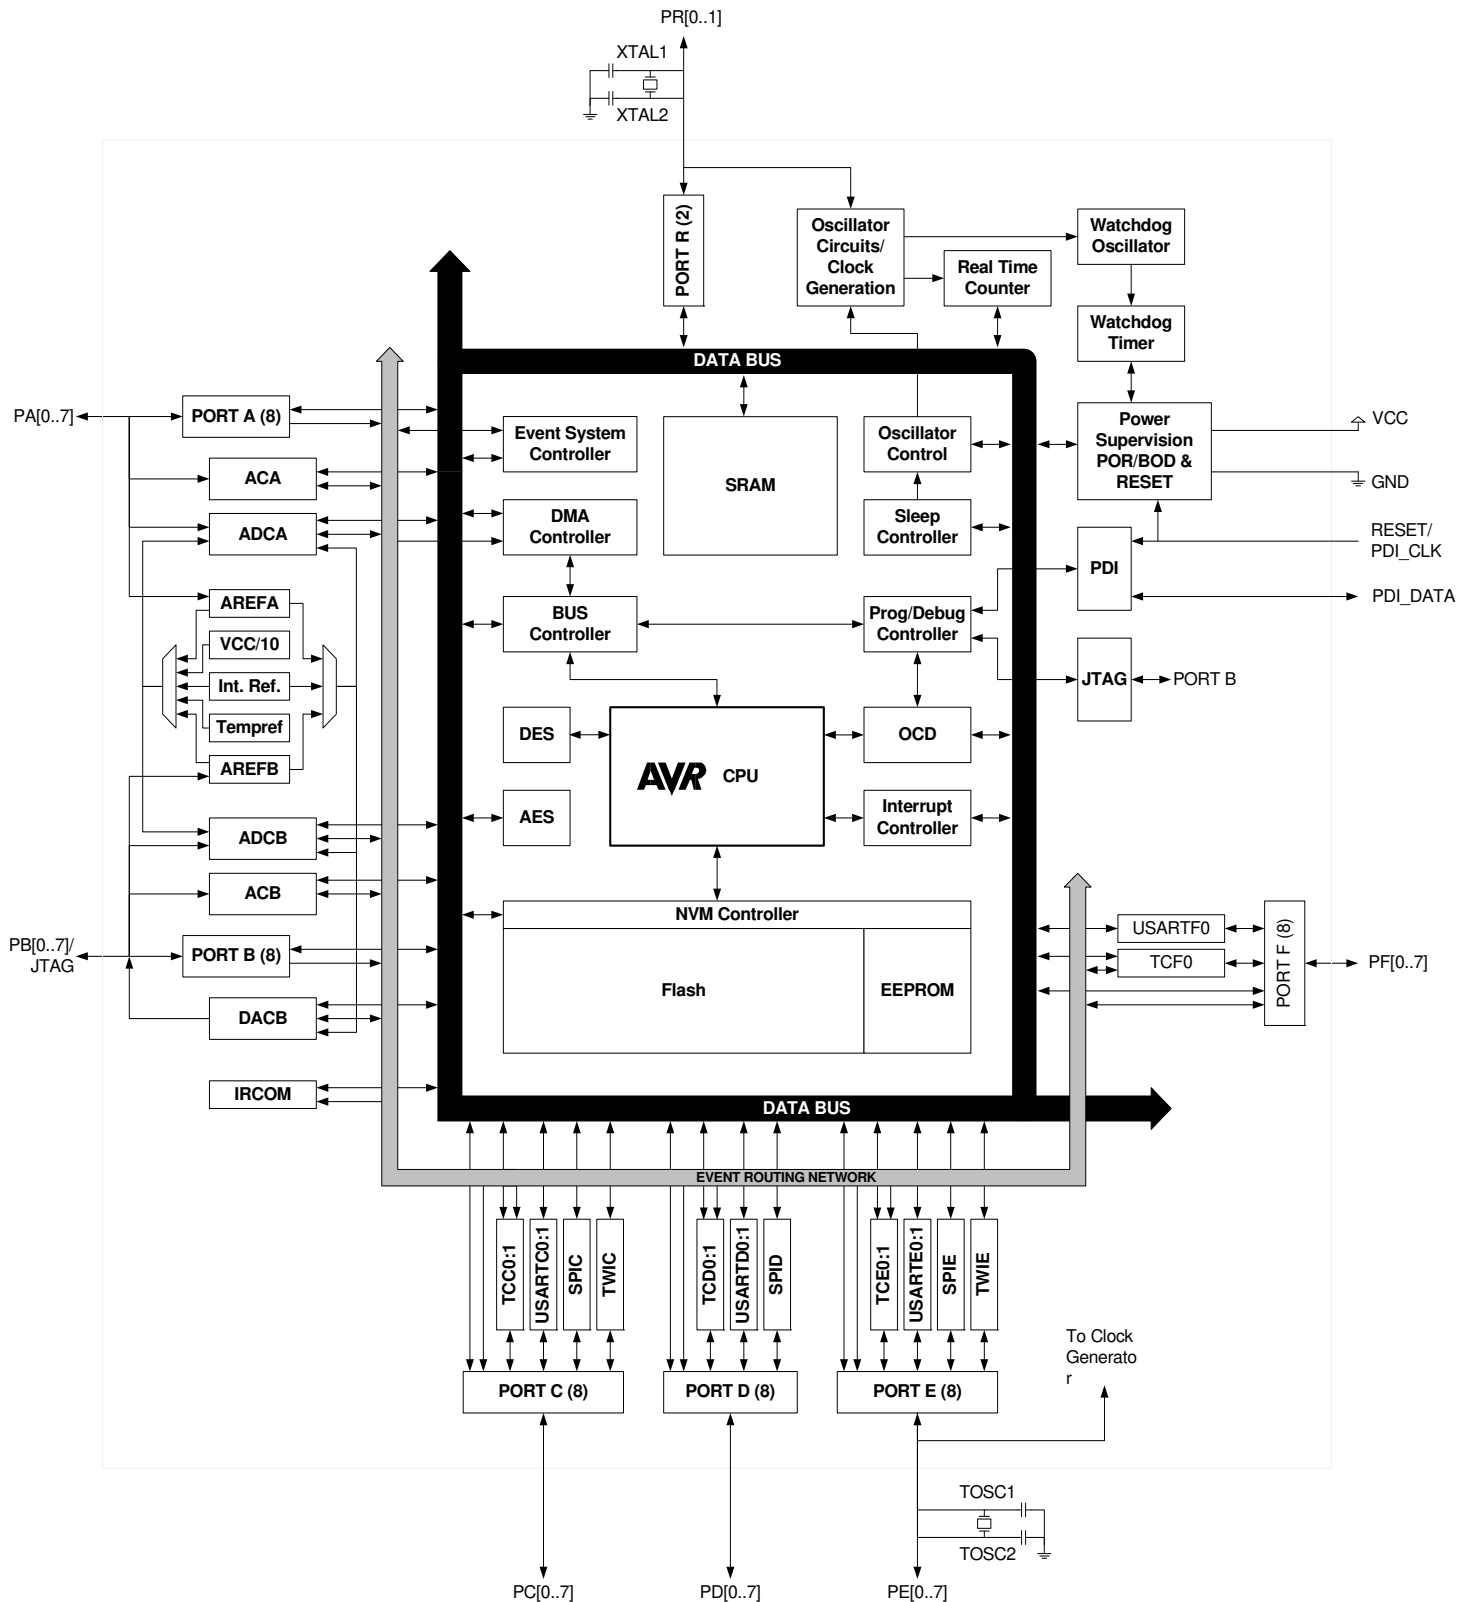 PR[0..1]
XTAL1
XTAL2
PORT R (2)
Oscillator
Circuits/
Clock
Generation
Watchdog
Oscillator
Real Time
Counter
Watchdog
Timer
DATA BUS
PA[0..7]
PORT A (8)
Event System
Controller
SRAM
Oscillator
Control
Power
Supervision
POR/BOD &
RESET
VCC
GND
ACA
ADCA
DMA
Controller
Sleep
Controller
PDI
RESET/
PDI_CLK
PDI_DATA
AREFA
VCC/10
Int. Ref.
Tempref
AREFB
BUS
Controller
Prog/Debug
Controller
JTAG
PORT B
DES
AVR CPU
OCD
AES
Interrupt
Controller
ADCB
ACB
PB[0..7]/
JTAG
PORT B (8)
DACB
IRCOM
NVM Controller
Flash
EEPROM
USARTF0
TCF0
PORT F (8)
PF[0..7]
DATA BUS
EVENT ROUTING NETWORK
TCC0:1
USARTC0:1
SPIC
TWIC
TCD0:1
USARTD0:1
SPID
TCE0:1
USARTE0:1
SPIE
TWIE
To Clock
Generato
r
PORT C (8)
PORT D (8)
PORT E (8)
TOSC1
TOSC2
PC[0..7]
PD[0..7]
PE[0..7]